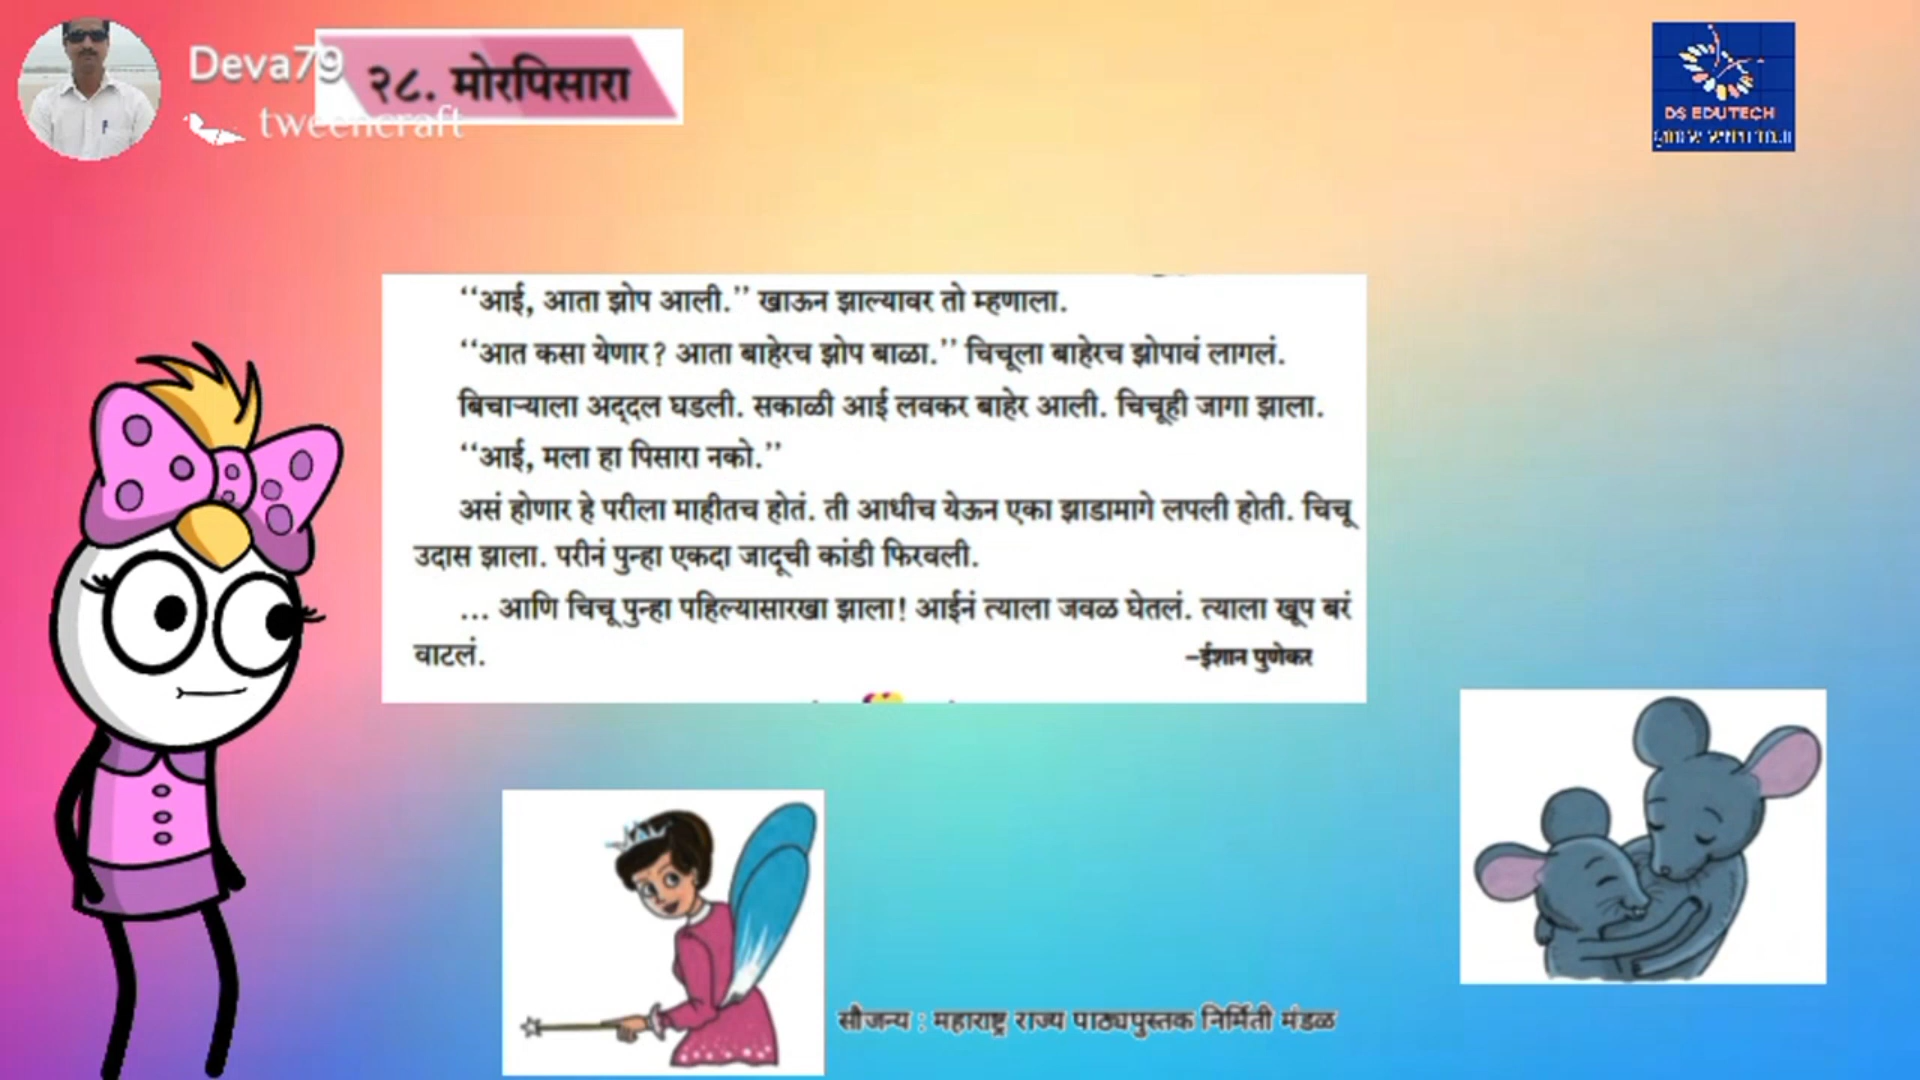 Deva79
tweencraft
२८. मोरपिसारा
DS EDUTECH
‘‘आई, आता झोप आली.’’ खाऊन झाल्यावर तो म्हणाला.
‘‘आत कसा येणार? आता बाहेरच झोप बाळा.’’ चिचूला बाहेरच झोपावं लागलं.
बिचाऱ्याला अद्‌दल घडली. सकाळी आई लवकर बाहेर आली. चिचूही जागा झाला.
‘‘आई, मला हा पिसारा नको.’’
असं होणार हे परीला माहीतच होतं. ती आधीच येऊन एका झाडामागे लपली होती. चिचू
उदास झाला. परीनं पुन्हा एकदा जादूची कांडी फिरवली.
... आणि चिचू पुन्हा पहिल्यासारखा झाला! आईनं त्याला जवळ घेतलं. त्याला खूप बरं
वाटलं.
–ईशान पुणेकर
सौजन्य : महाराष्ट्र राज्य पाठ्यपुस्तक निर्मिती मंडळ